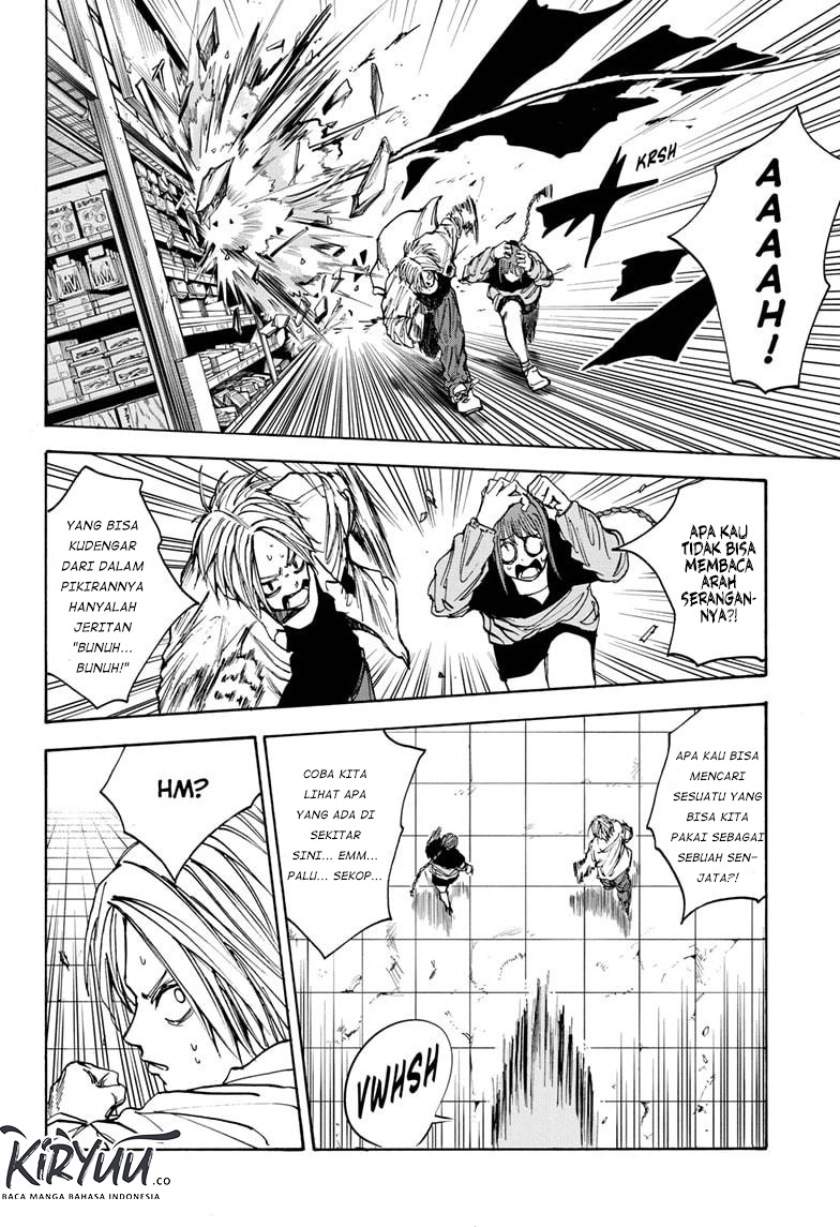 KRSH
AAAAH!
APA KAU
TIDAK BISA
MEMBACA
ARAH
SERANGAN-
NYA?!
YANG BISA
KUDENGAR
DARI DALAM
PIKIRANNYA
HANYALAH
JERITAN
"BUNUH...
BUNUH!"
APA KAU BISA
MENCARI
SESUATU YANG
BISA KITA
PAKAI SEBAGAI
SEBUAH SEN-
JATA?!
COBA KITA
LIHAT APA
YANG ADA DI
SEKITAR
SINI... EMM...
PALU... SEKOP...
VWHSH
HM?
KIRYUU.CO
BACA MANGA BAHASA INDONESIA